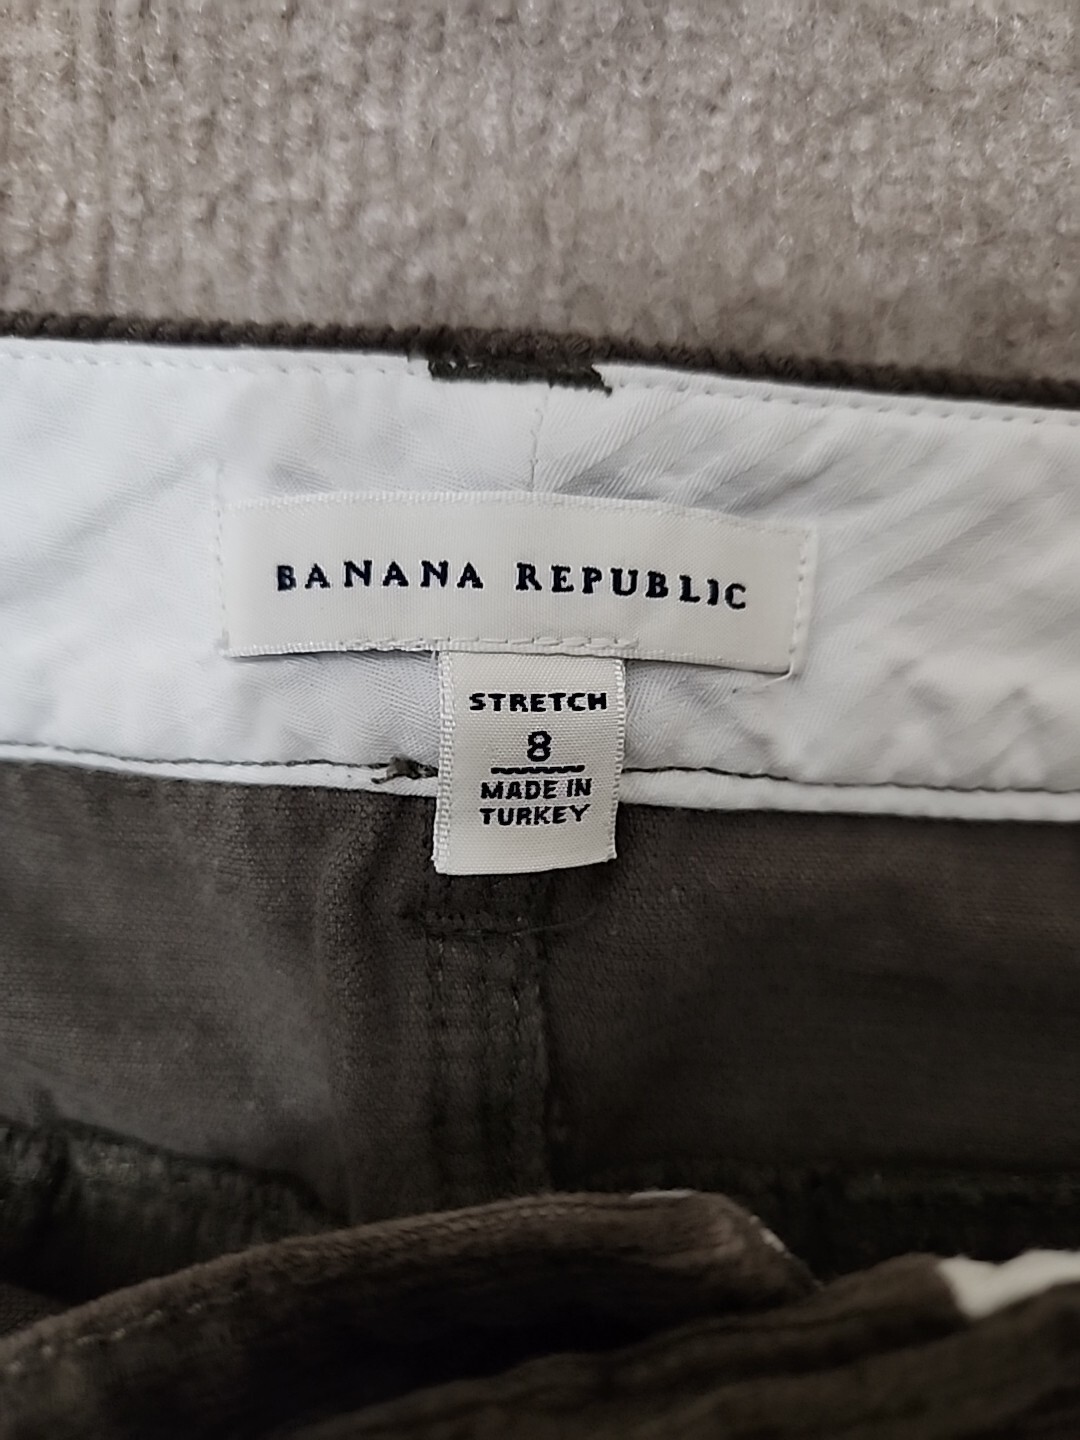 BANANA REPUBLIC
STRETCH
8
MADE IN
TURKEY